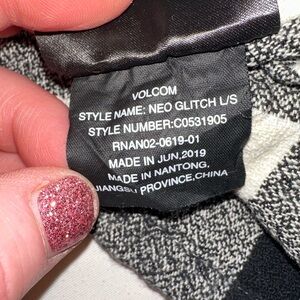 VOLCOM
STYLE NAME: NEO GLITCH L/S
STYLE NUMBER:C0531905
RNAN02-0619-01
MADE IN JUN,2019
MADE IN NANTONG,
JIANGSU PROVINCE,CHINA